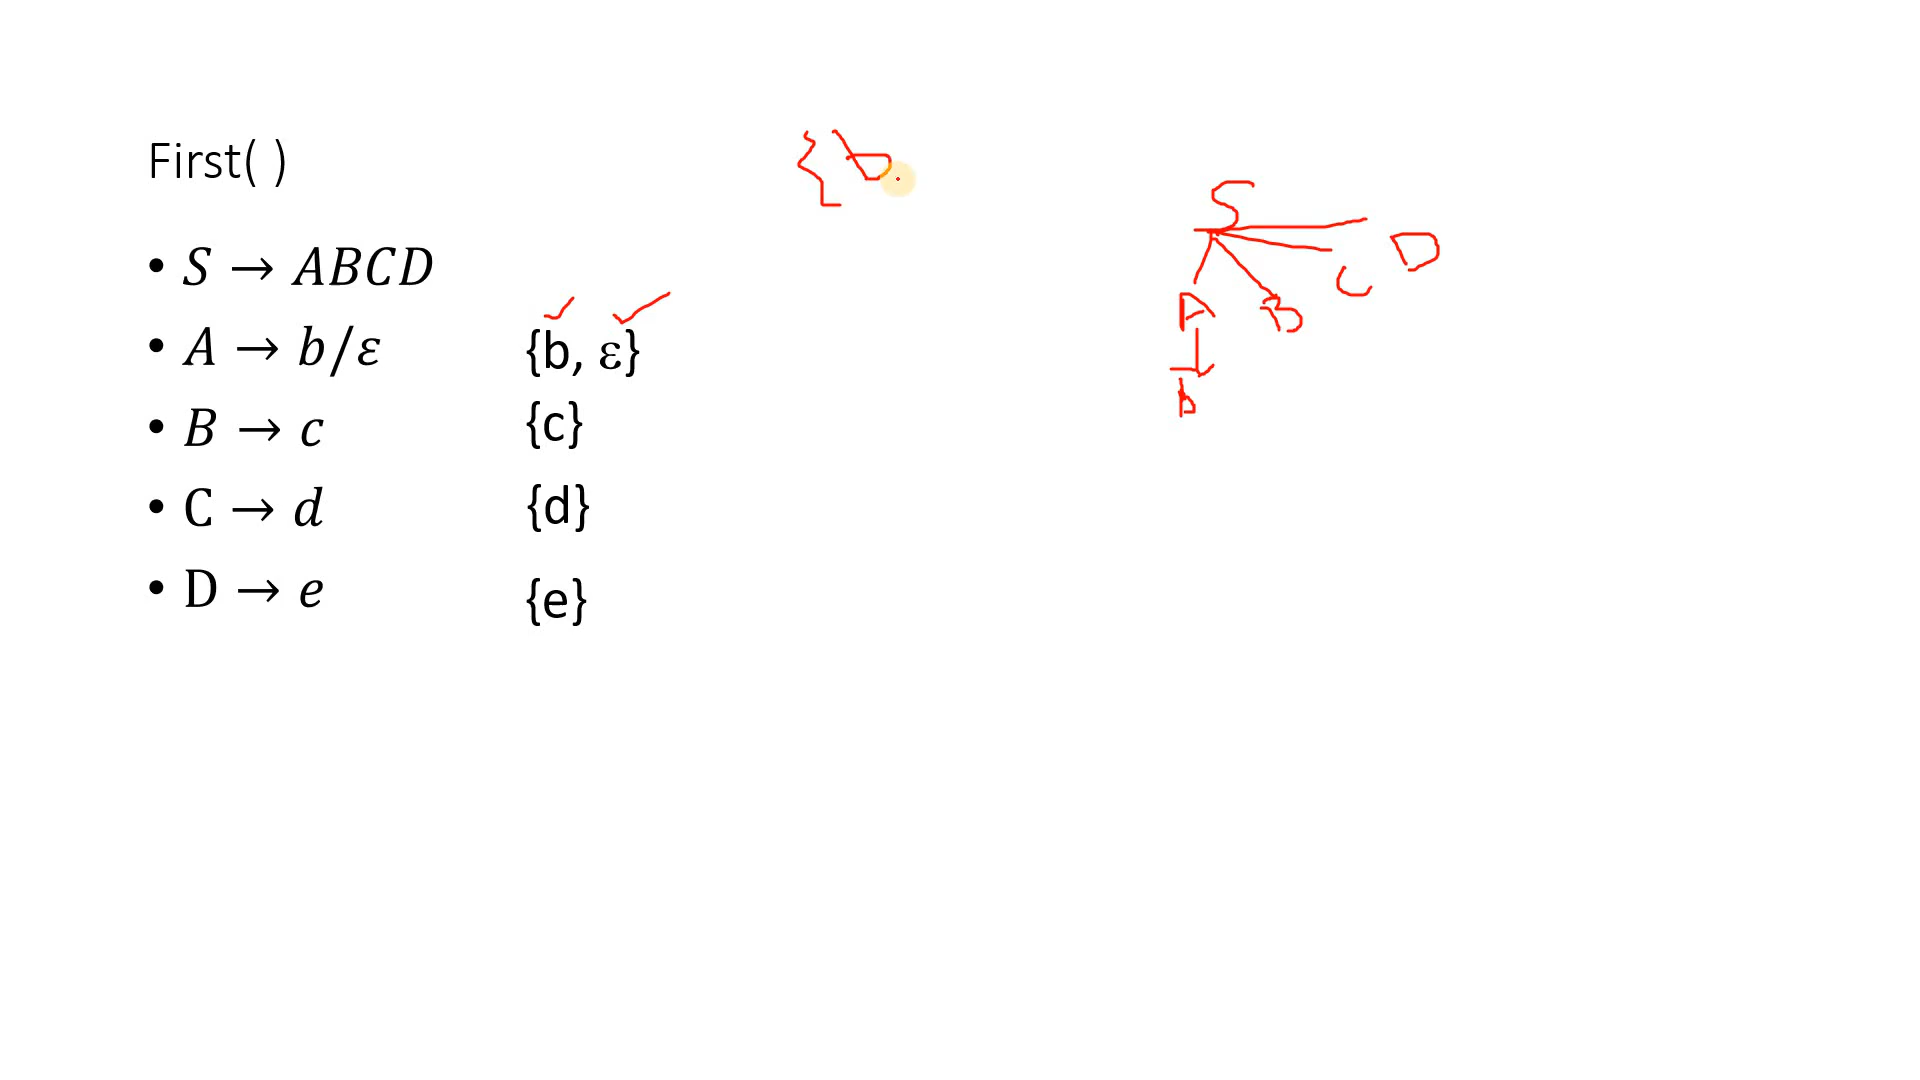 First( )
{b
S
• S → ABCD
D
C
• A → b/ε
{b, ε}
A
B
b
• B → c
{c}
• C → d
{d}
• D → e
{e}